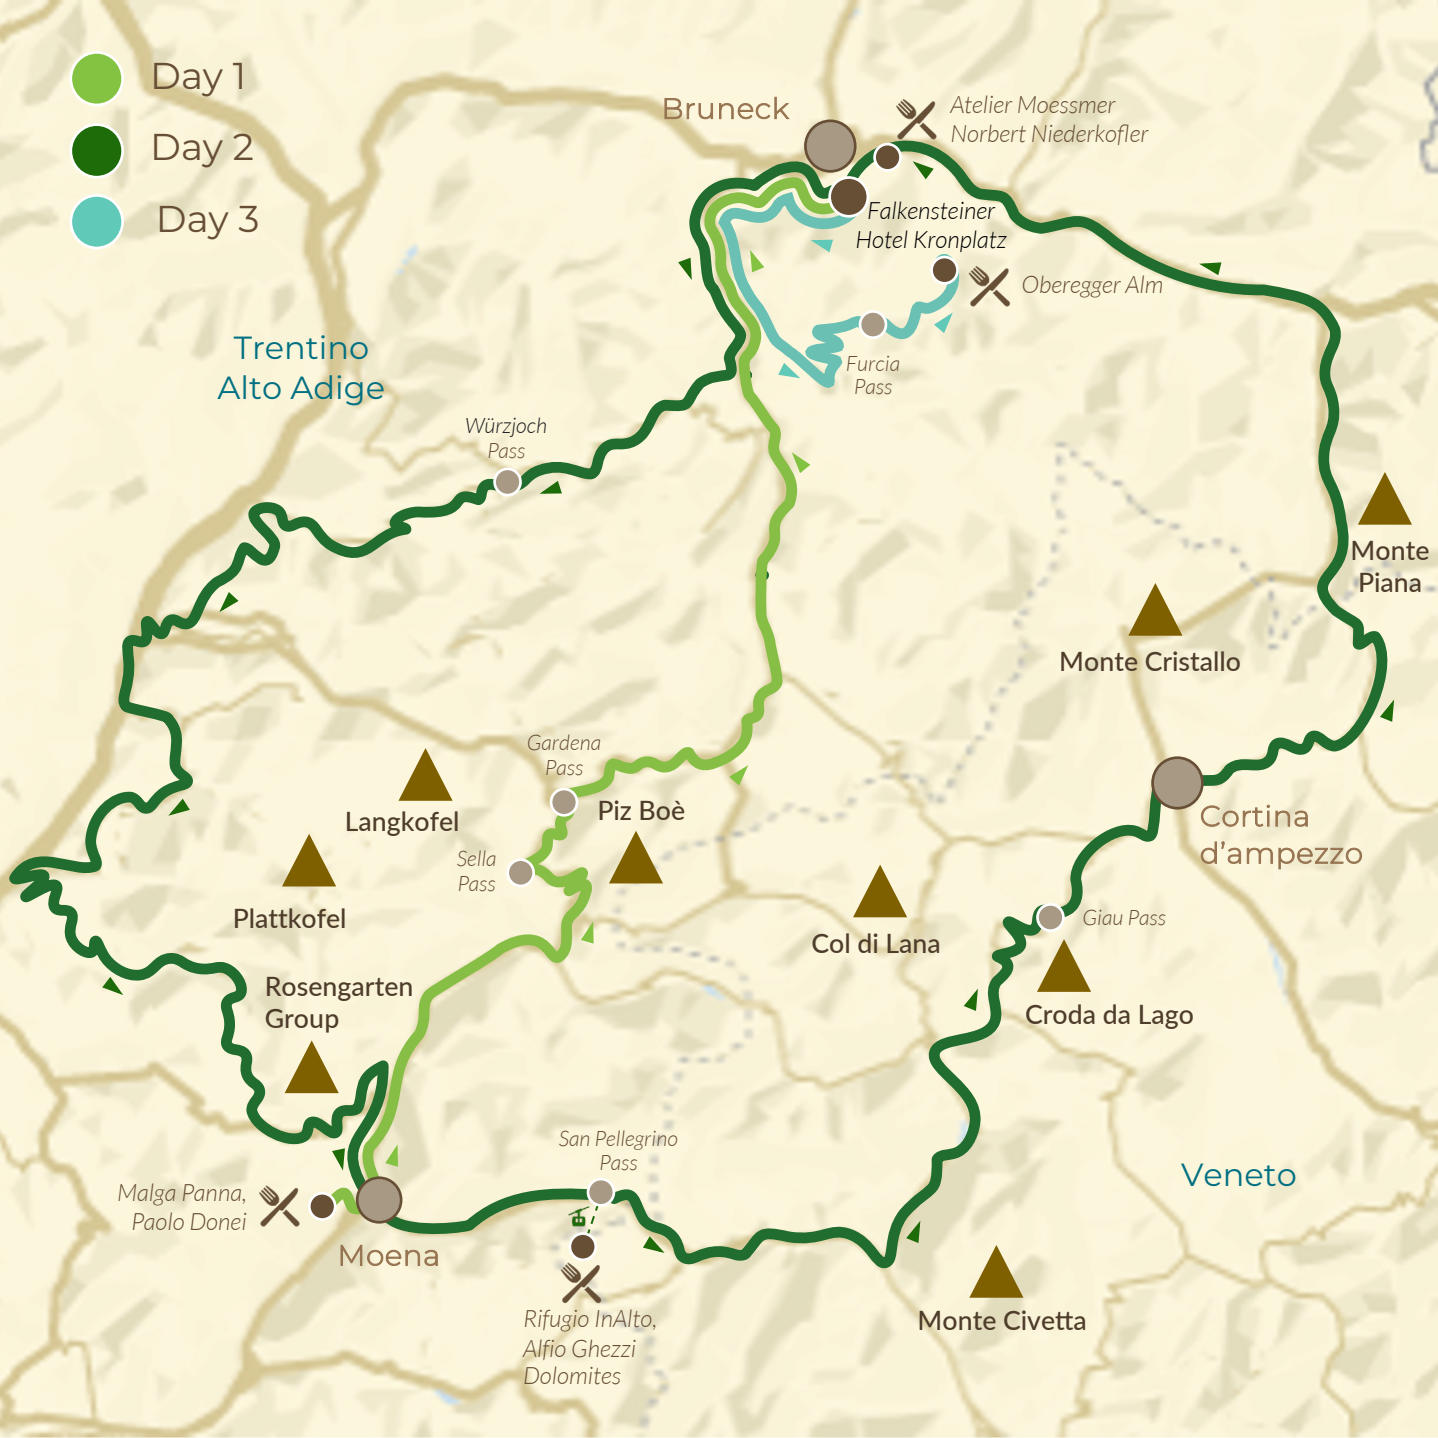 Day 1
Day 2
Day 3
Bruneck
Atelier Moessmer
Norbert Niederkofler
Falkensteiner
Hotel Kronplatz
Oberegger Alm
Furcia
Pass
Trentino
Alto Adige
Würzjoch
Pass
Monte
Piana
Monte Cristallo
Gardena
Pass
Piz Boè
Langkofel
Sella
Pass
Cortina
d'ampezzo
Plattkofel
Col di Lana
Giau Pass
Rosengarten
Group
Croda da Lago
San Pellegrino
Pass
Veneto
Malga Panna,
Paolo Donei
Moena
Rifugio InAlto,
Alfio Ghezzi
Dolomites
Monte Civetta